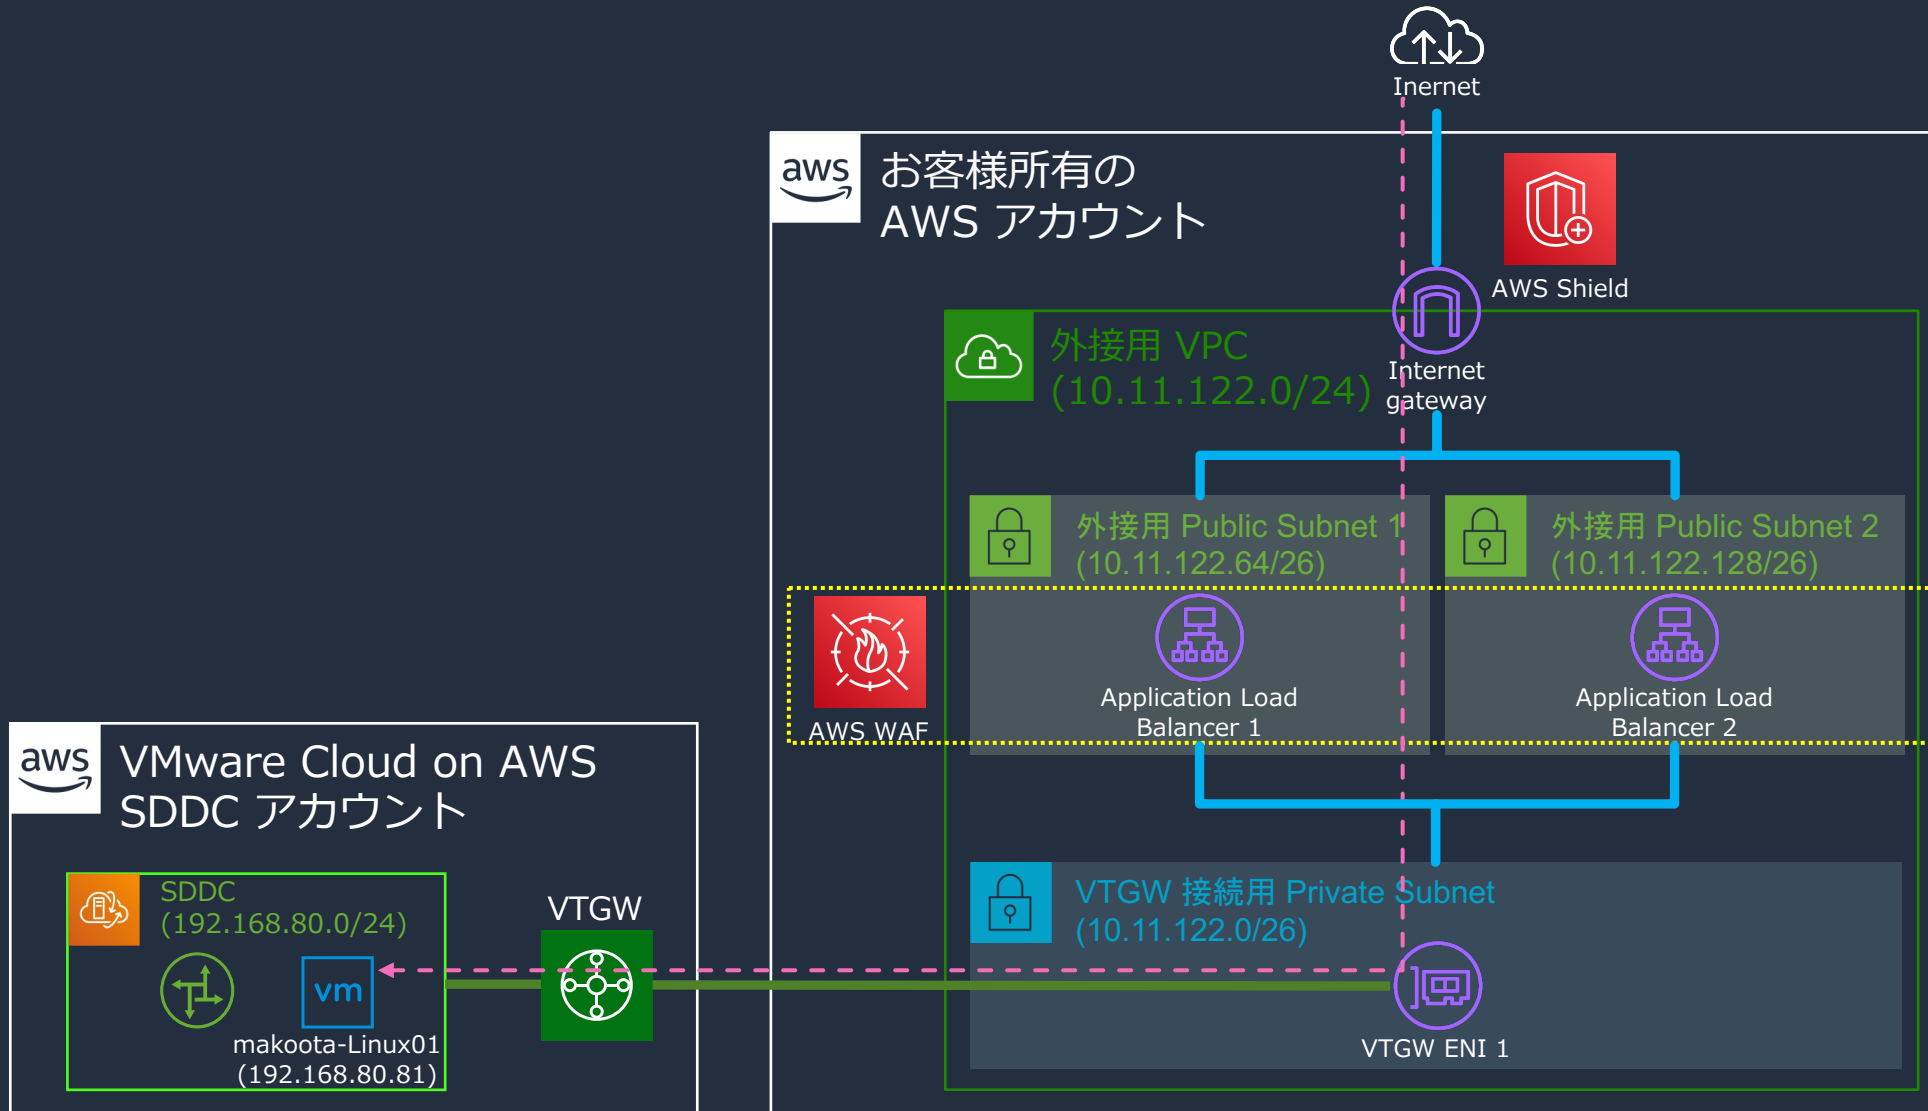 Inernet
aws
お客様所有の
AWS アカウント
AWS Shield
外接用 VPC
(10.11.122.0/24)
Internet
gateway
外接用 Public Subnet 1
(10.11.122.64/26)
外接用 Public Subnet 2
(10.11.122.128/26)
AWS WAF
Application Load
Balancer 1
Application Load
Balancer 2
aws
VMware Cloud on AWS
SDDC アカウント
SDDC
(192.168.80.0/24)
VTGW
vm
makoota-Linux01
(192.168.80.81)
VTGW 接続用 Private Subnet
(10.11.122.0/26)
VTGW ENI 1